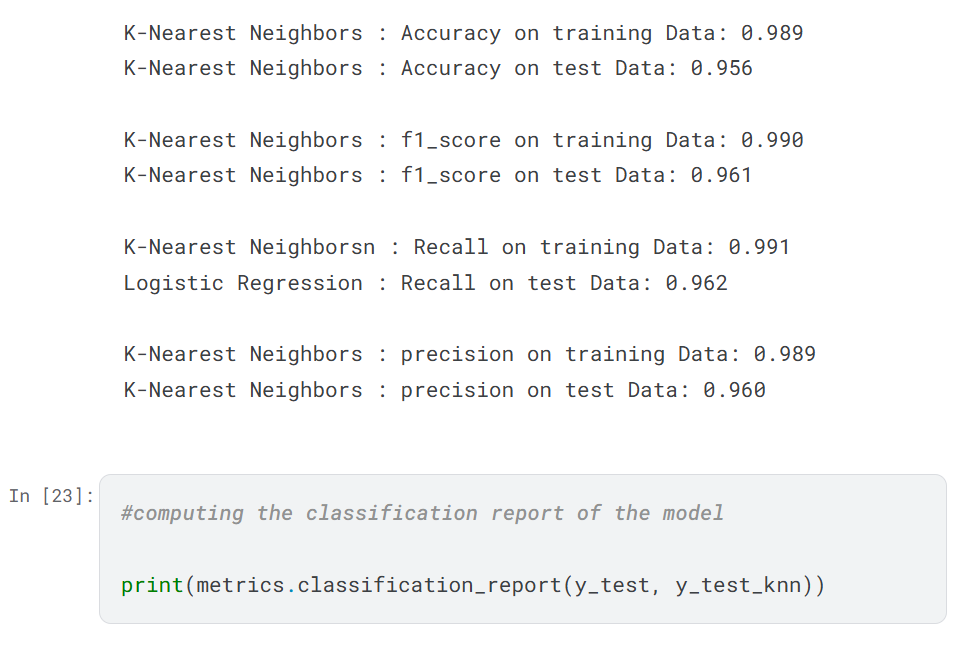 K-Nearest Neighbors : Accuracy on training Data: 0.989
K-Nearest Neighbors : Accuracy on test Data: 0.956
K-Nearest Neighbors : f1_score on training Data: 0.990
K-Nearest Neighbors : f1_score on test Data: 0.961
K-Nearest Neighborsn : Recall on training Data: 0.991
Logistic Regression : Recall on test Data: 0.962
K-Nearest Neighbors : precision on training Data: 0.989
K-Nearest Neighbors : precision on test Data: 0.960
In [23]:
#computing the classification report of the model
print(metrics.classification_report(y_test, y_test_knn))